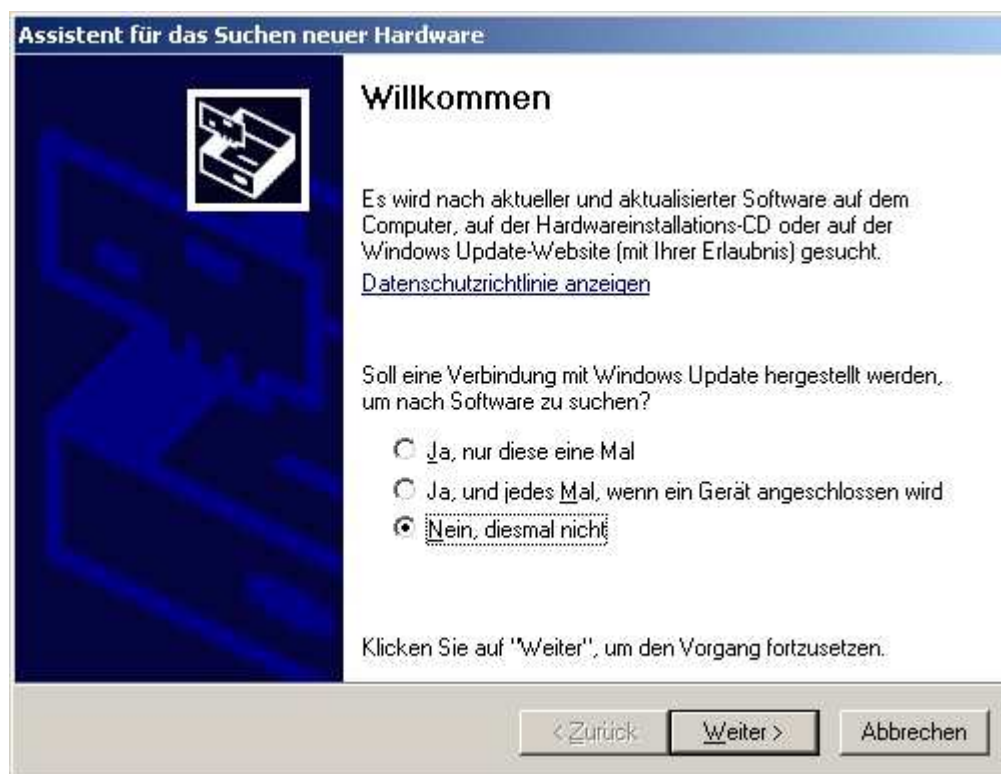 Assistent für das Suchen neuer Hardware
Willkommen
Es wird nach aktueller und aktualisierter Software auf dem
Computer, auf der Hardwareinstallations-CD oder auf der
Windows Update-Website (mit Ihrer Erlaubnis) gesucht.
Datenschutzrichtlinie anzeigen
Soll eine Verbindung mit Windows Update hergestellt werden,
um nach Software zu suchen?
Ja, nur diese eine Mal
Ja, und jedes Mal, wenn ein Gerät angeschlossen wird
Nein, diesmal nicht
Klicken Sie auf "Weiter", um den Vorgang fortzusetzen.
< Zurück Weiter > Abbrechen